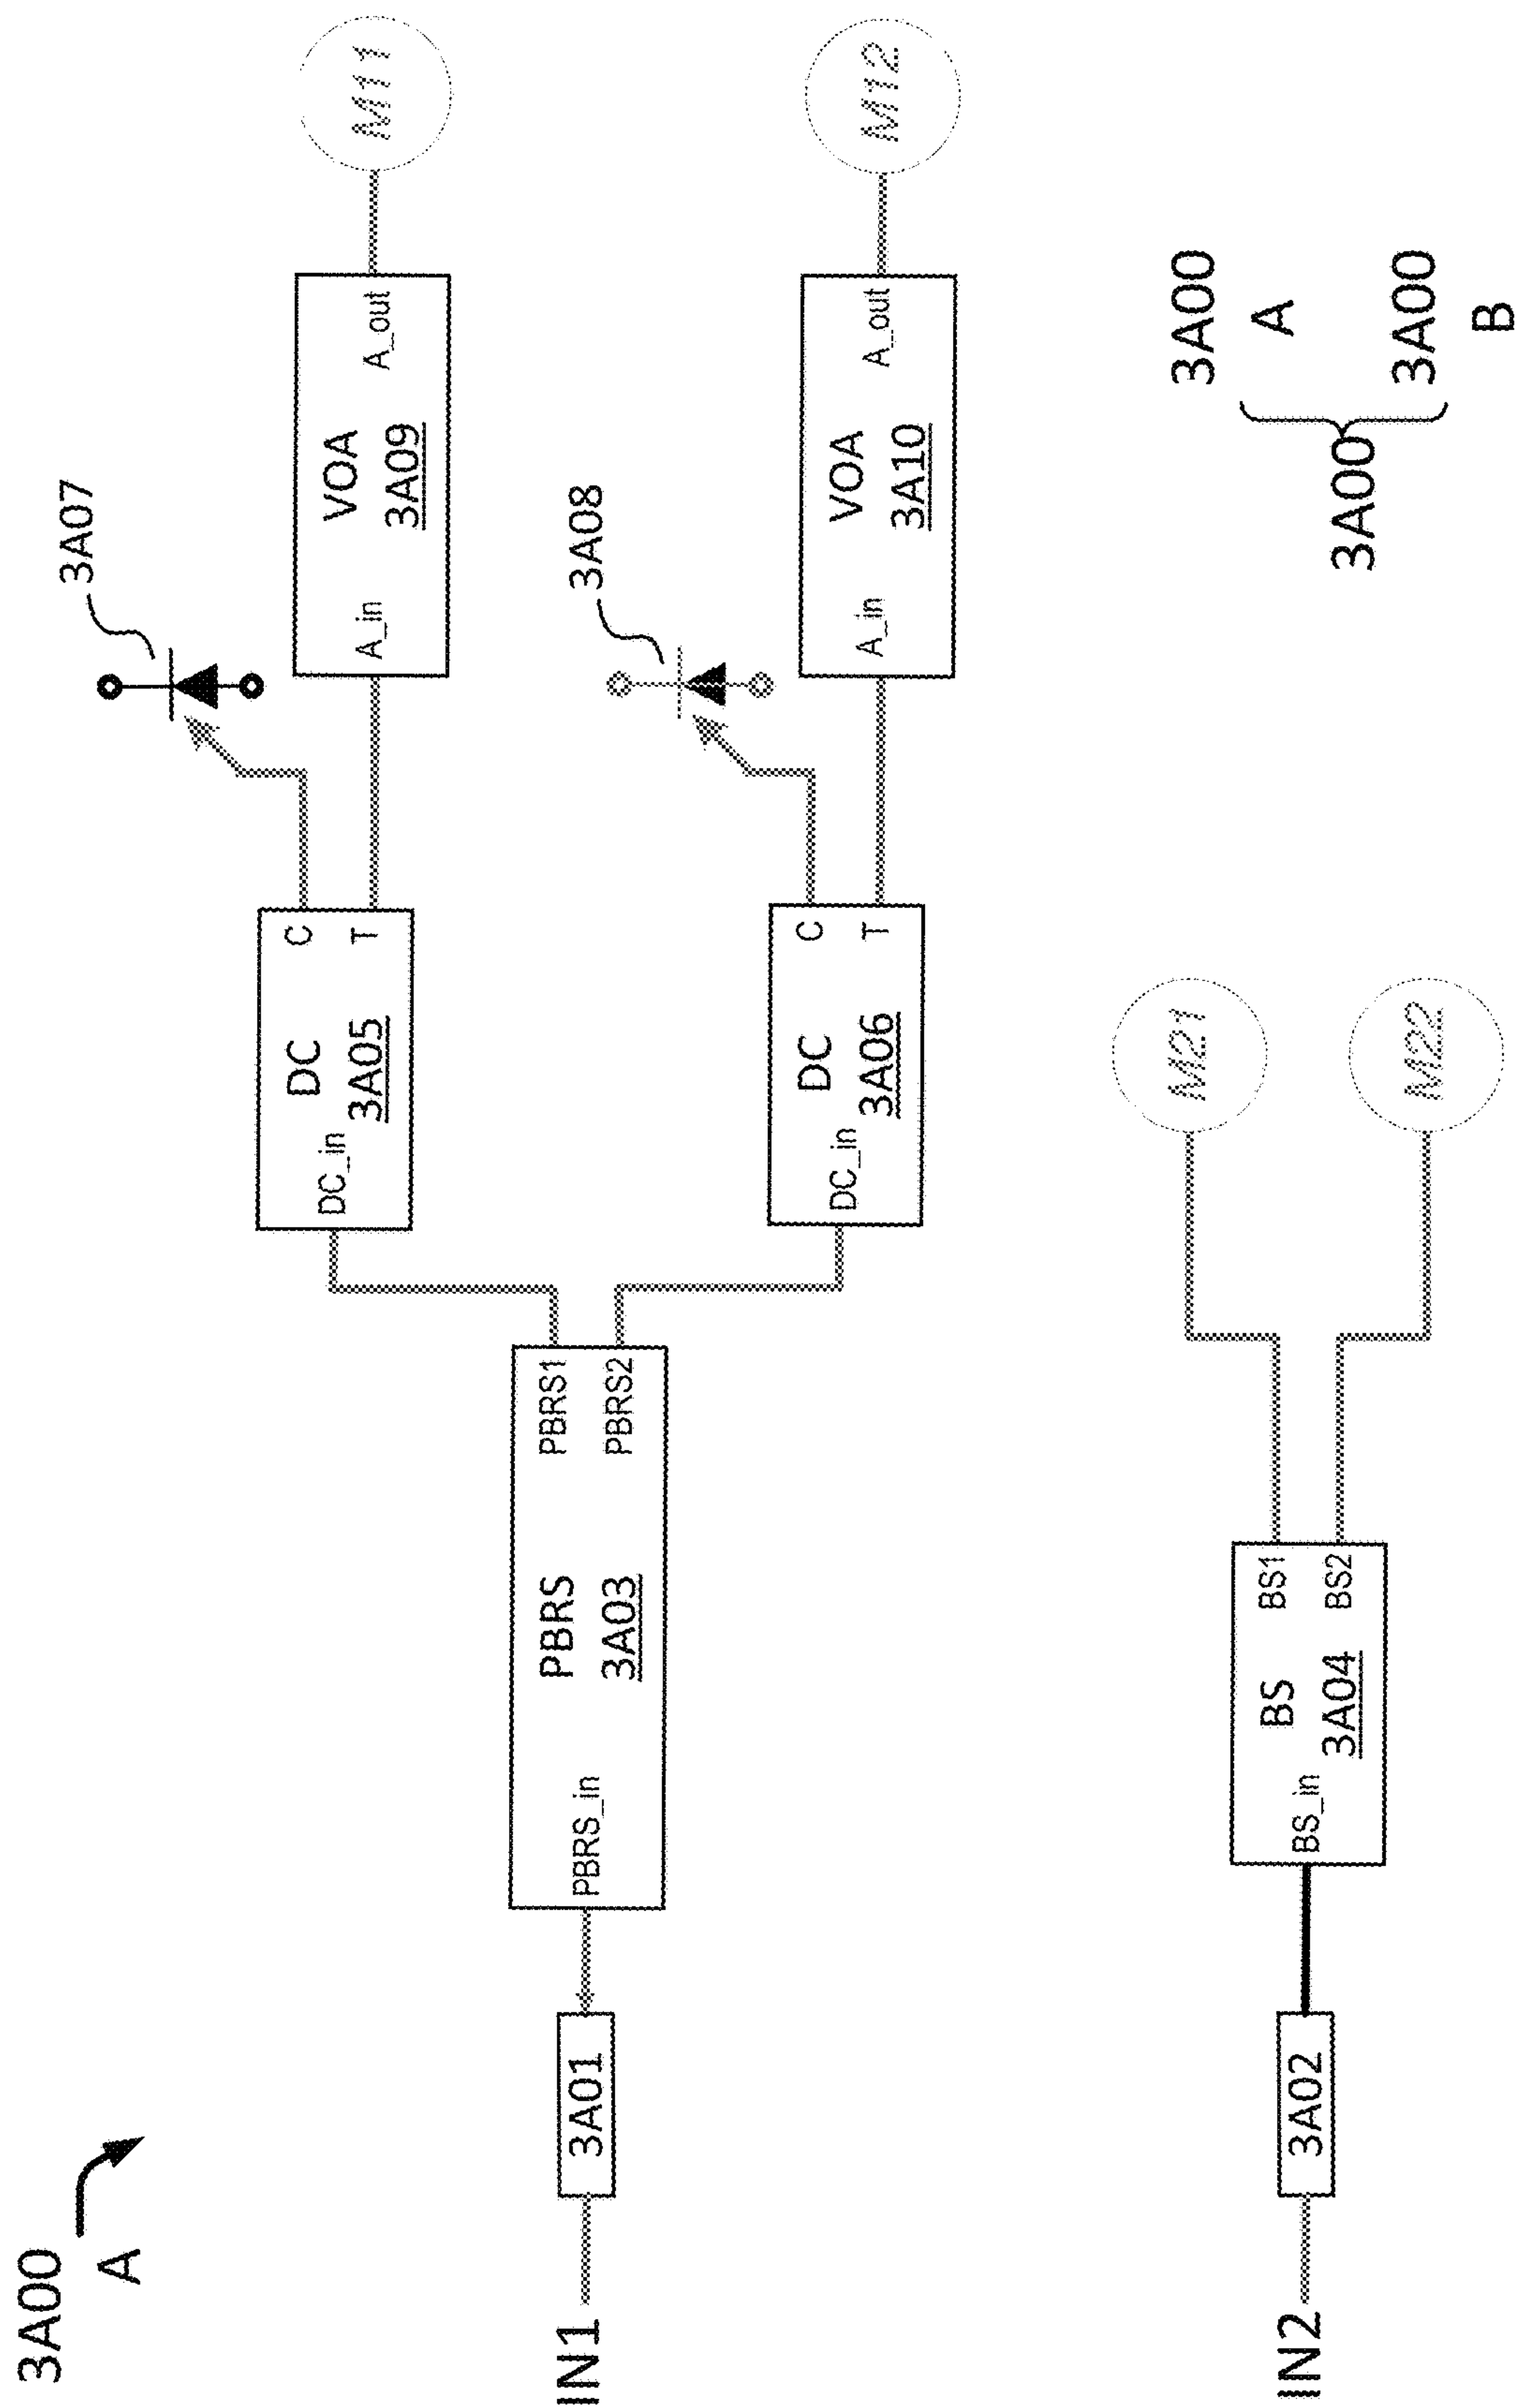 3A00
A
IN1
3A01
PBRS_in
PBRS
3A03
PBRS1
PBRS2
DC_in
DC
3A05
C
T
3A07
A_in
VOA
3A09
A_out
M11
DC_in
DC
3A06
C
T
3A08
A_in
VOA
3A10
A_out
M12
IN2
3A02
BS_in
BS
3A04
BS1
BS2
M21
M22
3A00
3A00
A
3A00
B